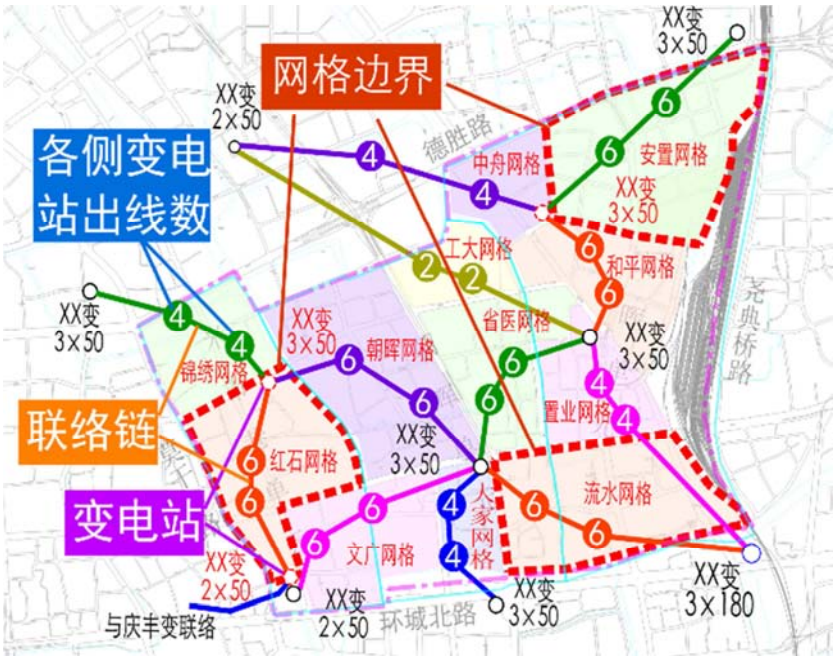 XX变
3×50
网格边界
XX变
2×50
德胜路
各侧变电
站出线数
4
4
中舟网格
6
6
安置网格
XX变
3×50
工大网格
2
2
6
和平网格
6
尧典桥路
XX变
3×50
4
4
锦绣网格
XX变
3×50
朝晖网格
6
6
省医网格
6
6
XX变
3×50
4
4
置业网格
联络链
红石网格
6
6
XX变
3×50
流水网格
6
6
变电站
文广网格
6
6
4
4
人家网格
XX变
2×50
XX变
2×50
XX变
3×50
XX变
3×180
与庆丰变联络
环城北路